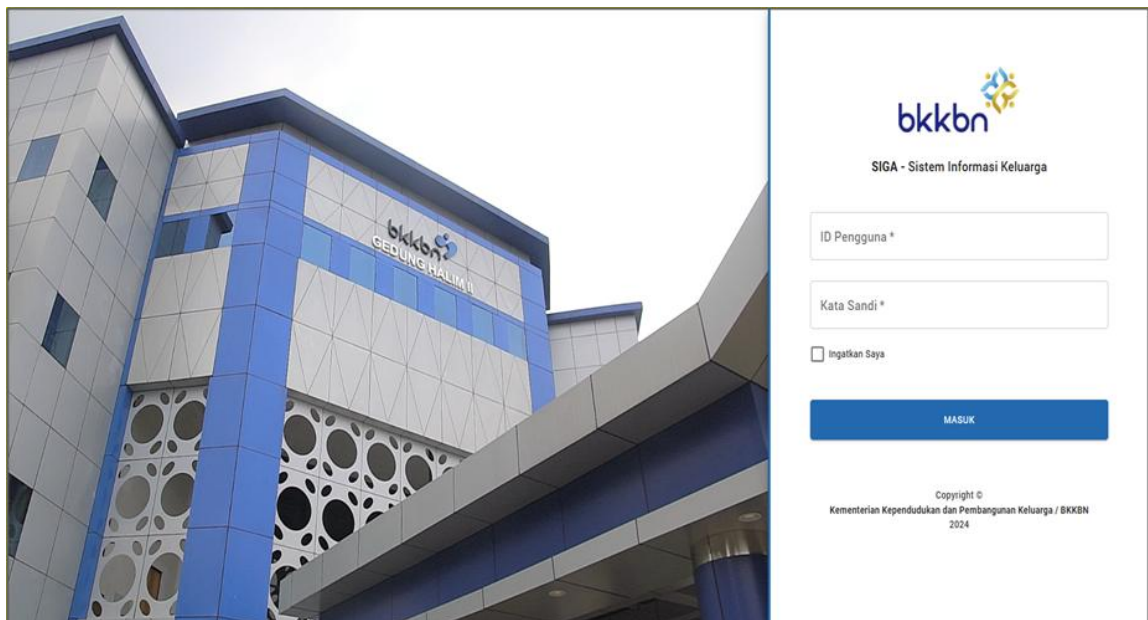 bkkbn
GEDUNG HALIM II
bkkbn
SIGA - Sistem Informasi Keluarga
ID Pengguna *
Kata Sandi *
Ingatkan Saya
MASUK
Copyright ©
Kementerian Kependudukan dan Pembangunan Keluarga / BKKBN
2024